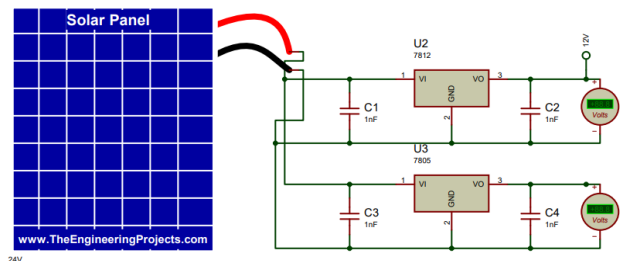 Solar Panel
www.TheEngineeringProjects.com
24V
U2
7812
1
VI
VO
3
GND
2
C1
1nF
C2
1nF
12V
+
Volts
-
U3
7805
1
VI
VO
3
GND
2
C3
1nF
C4
1nF
+
Volts
-